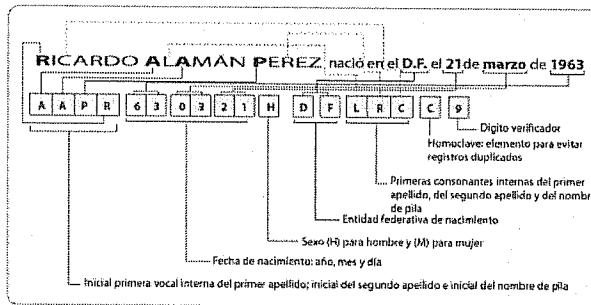 RICARDO ALAMÁN PEREZ nació en el D.F. el 21 de marzo de 1963
A A P R 6 3 0 3 2 1 H D F L R C C 9
Digito verificador
Homoclave: elemento para evitar
registros duplicados
Primeras consonantes internas del primer
apellido, del segundo apellido y del nombre
de pila
Entidad federativa de nacimiento
Sexo (H) para hombre y (M) para mujer
Fecha de nacimiento: año, mes y día
Inicial primera vocal interna del primer apellido; inicial del segundo apellido e inicial del nombre de pila